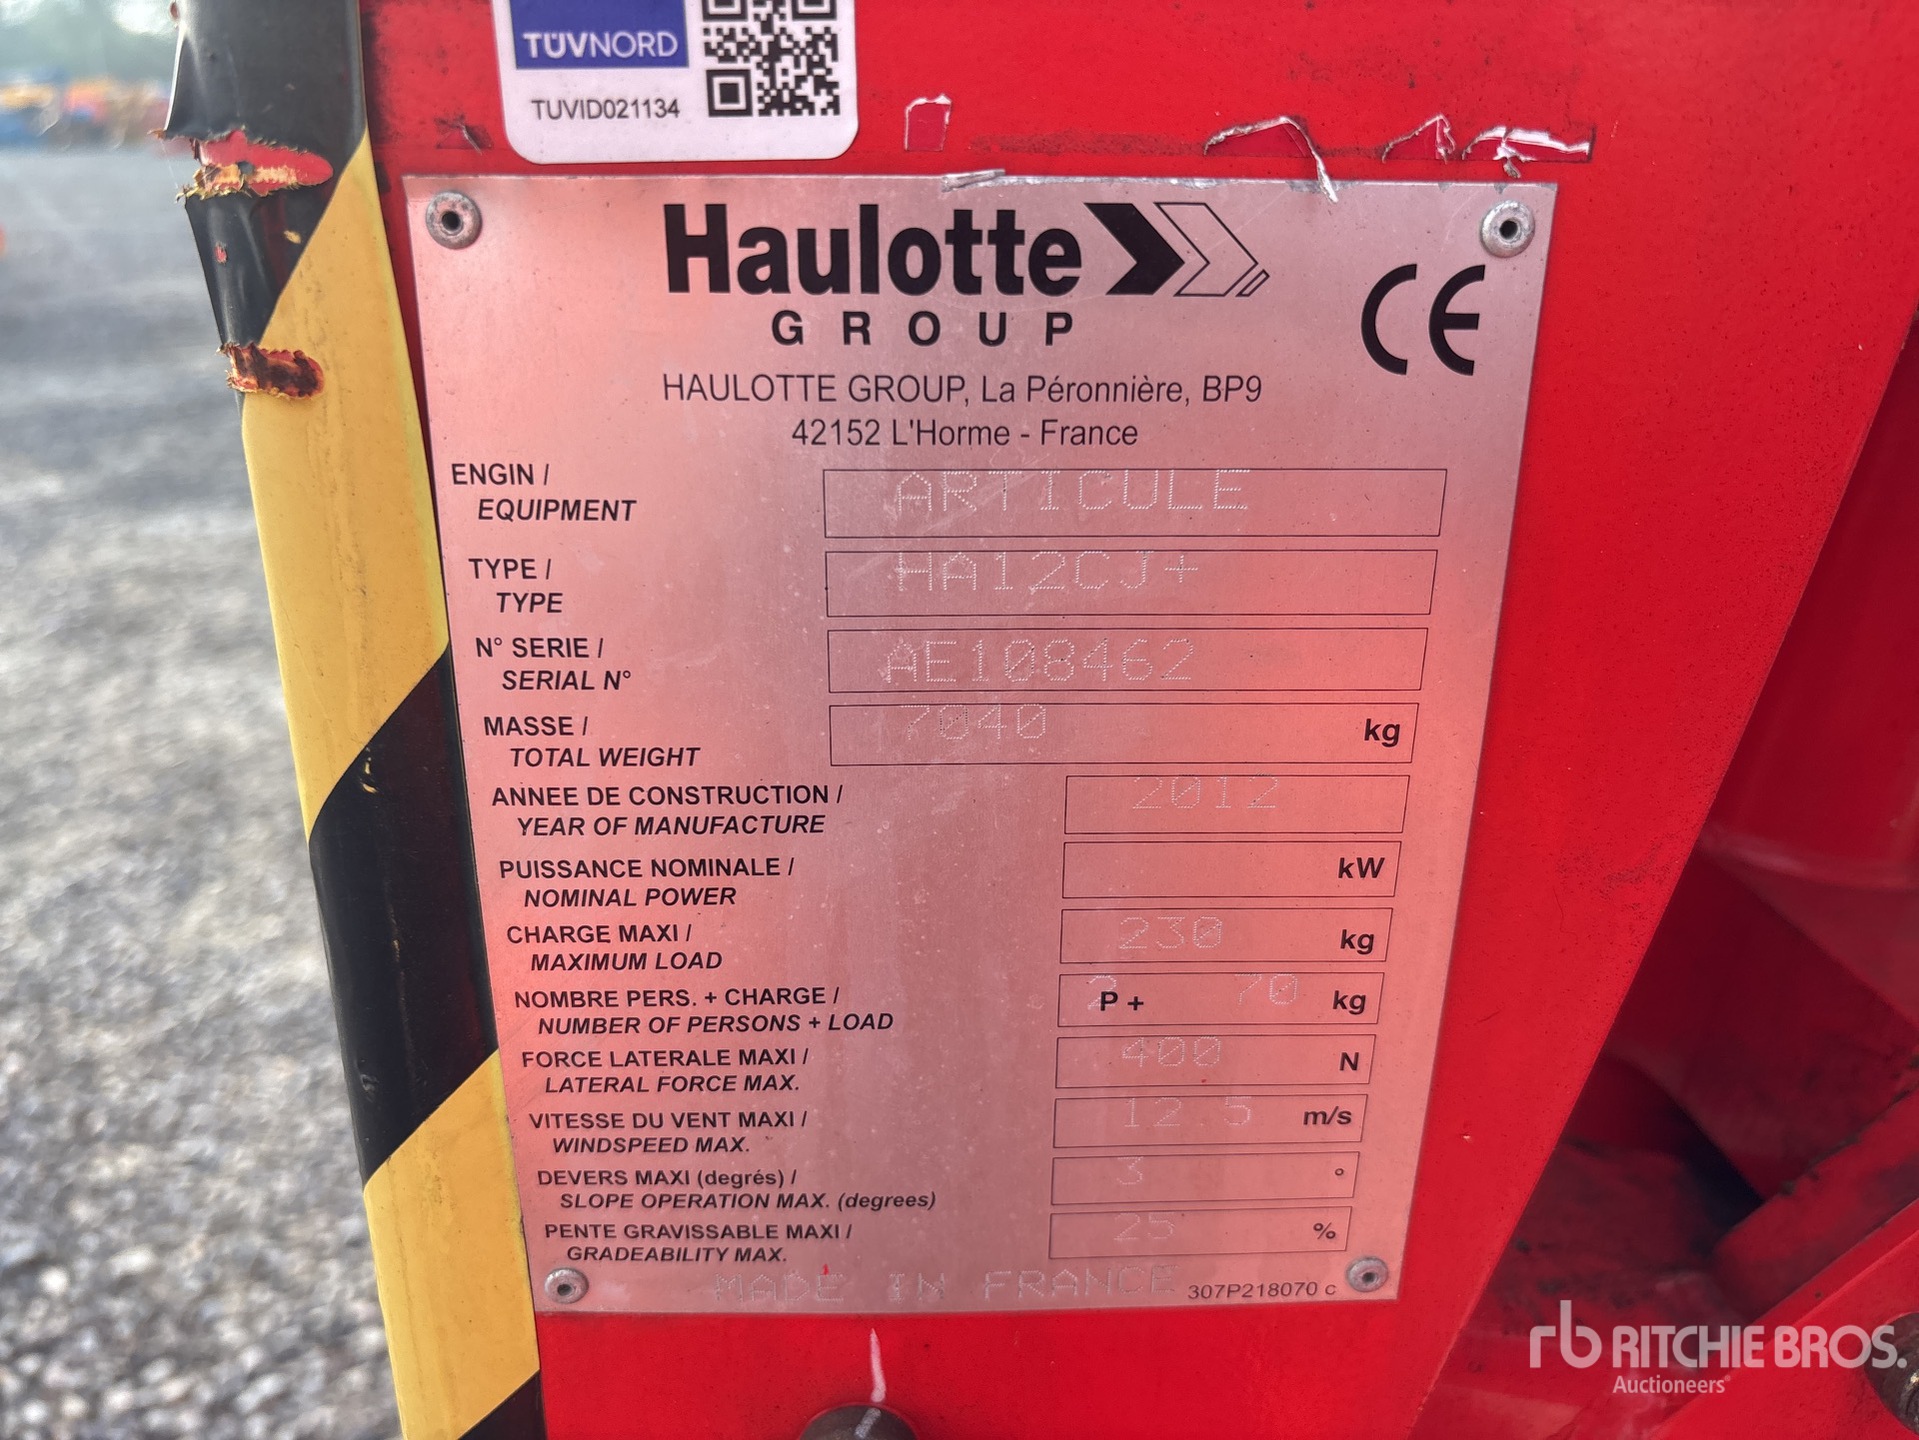 TÜVNORD
TUVID021134
Haulotte
GROUP
CE
HAULOTTE GROUP, La Péronnière, BP9
42152 L'Horme - France
ENGIN /
EQUIPMENT
ARTICULE
TYPE /
TYPE
HA12CJ+
N° SERIE /
SERIAL N°
AE108462
MASSE /
TOTAL WEIGHT
7040 kg
ANNEE DE CONSTRUCTION /
YEAR OF MANUFACTURE
2012
PUISSANCE NOMINALE /
NOMINAL POWER
kW
CHARGE MAXI /
MAXIMUM LOAD
230 kg
NOMBRE PERS. + CHARGE /
NUMBER OF PERSONS + LOAD
2 P + 70 kg
FORCE LATERALE MAXI /
LATERAL FORCE MAX.
400 N
VITESSE DU VENT MAXI /
WINDSPEED MAX.
12.5 m/s
DEVERS MAXI (degrés) /
SLOPE OPERATION MAX. (degrees)
3 °
PENTE GRAVISSABLE MAXI /
GRADEABILITY MAX.
25 %
MADE IN FRANCE
307P218070 c
rb RITCHIE BROS.
Auctioneers